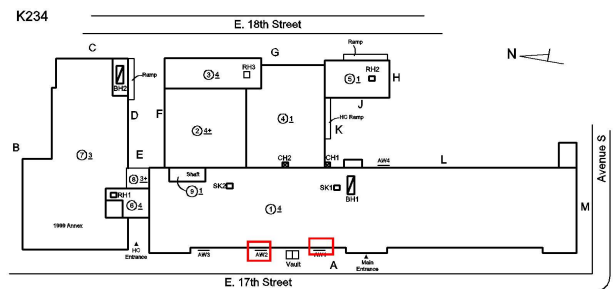 K234
E. 18th Street
C
G
Ramp
N
BH2
Ramp
3 4
RH3
5 1
RH2
H
J
D
F
K
HC Ramp
B
7 3
2 4+
4 1
E
CH2
CH1
AW4
L
Avenue S
8 3+
Shaft
9 1
RH1
6 4
SK2
SK1
BH1
1 4
M
1999 Annex
HC
Entrance
AW3
AW2
Vault
A
Main
Entrance
E. 17th Street